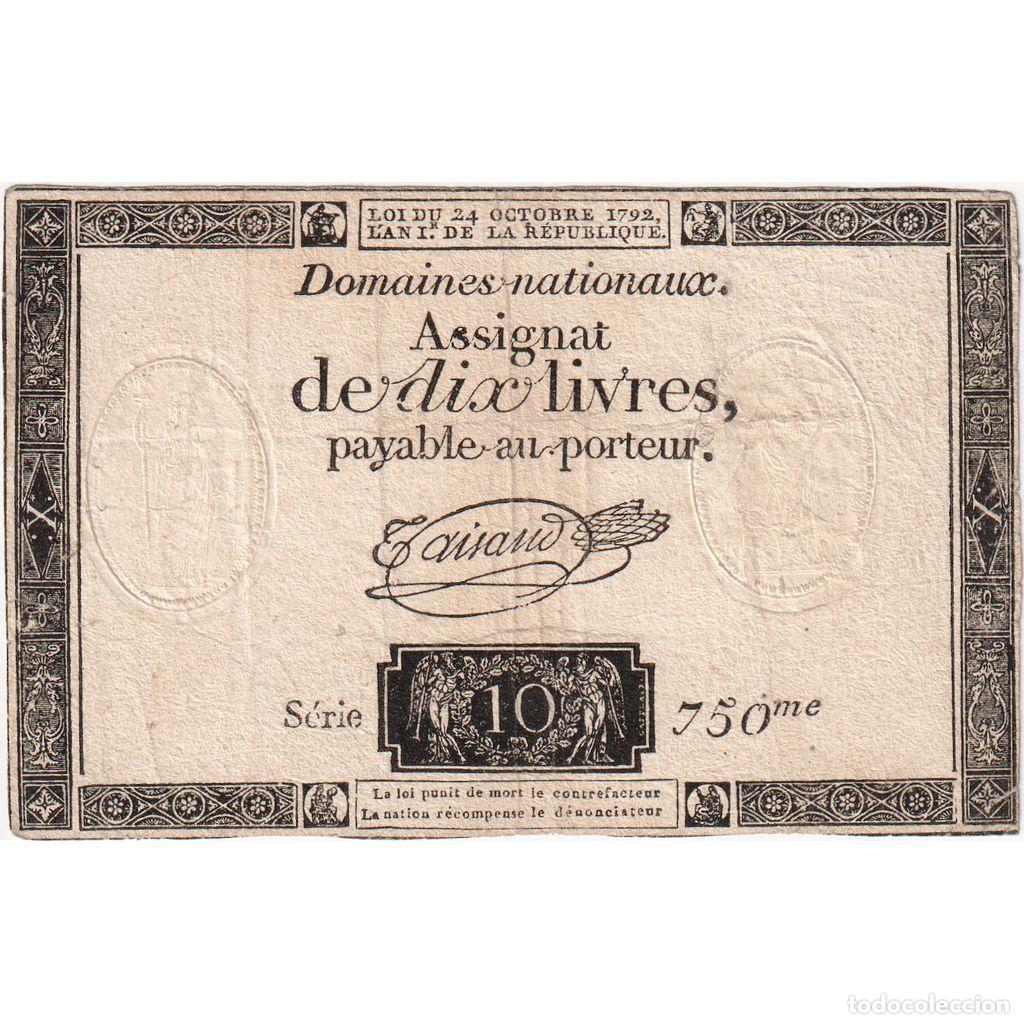 LOI DU 24 OCTOBRE 1792,
L'AN I.ᴿ DE LA RÉPUBLIQUE.
Domaines nationaux.
Assignat
de dix livres,
payable au porteur.
X.
X
Taisaud
Série 10 750ᵐᵉ
La loi punit de mort le contrefacteur
La nation récompense le dénonciateur
todocoleccion